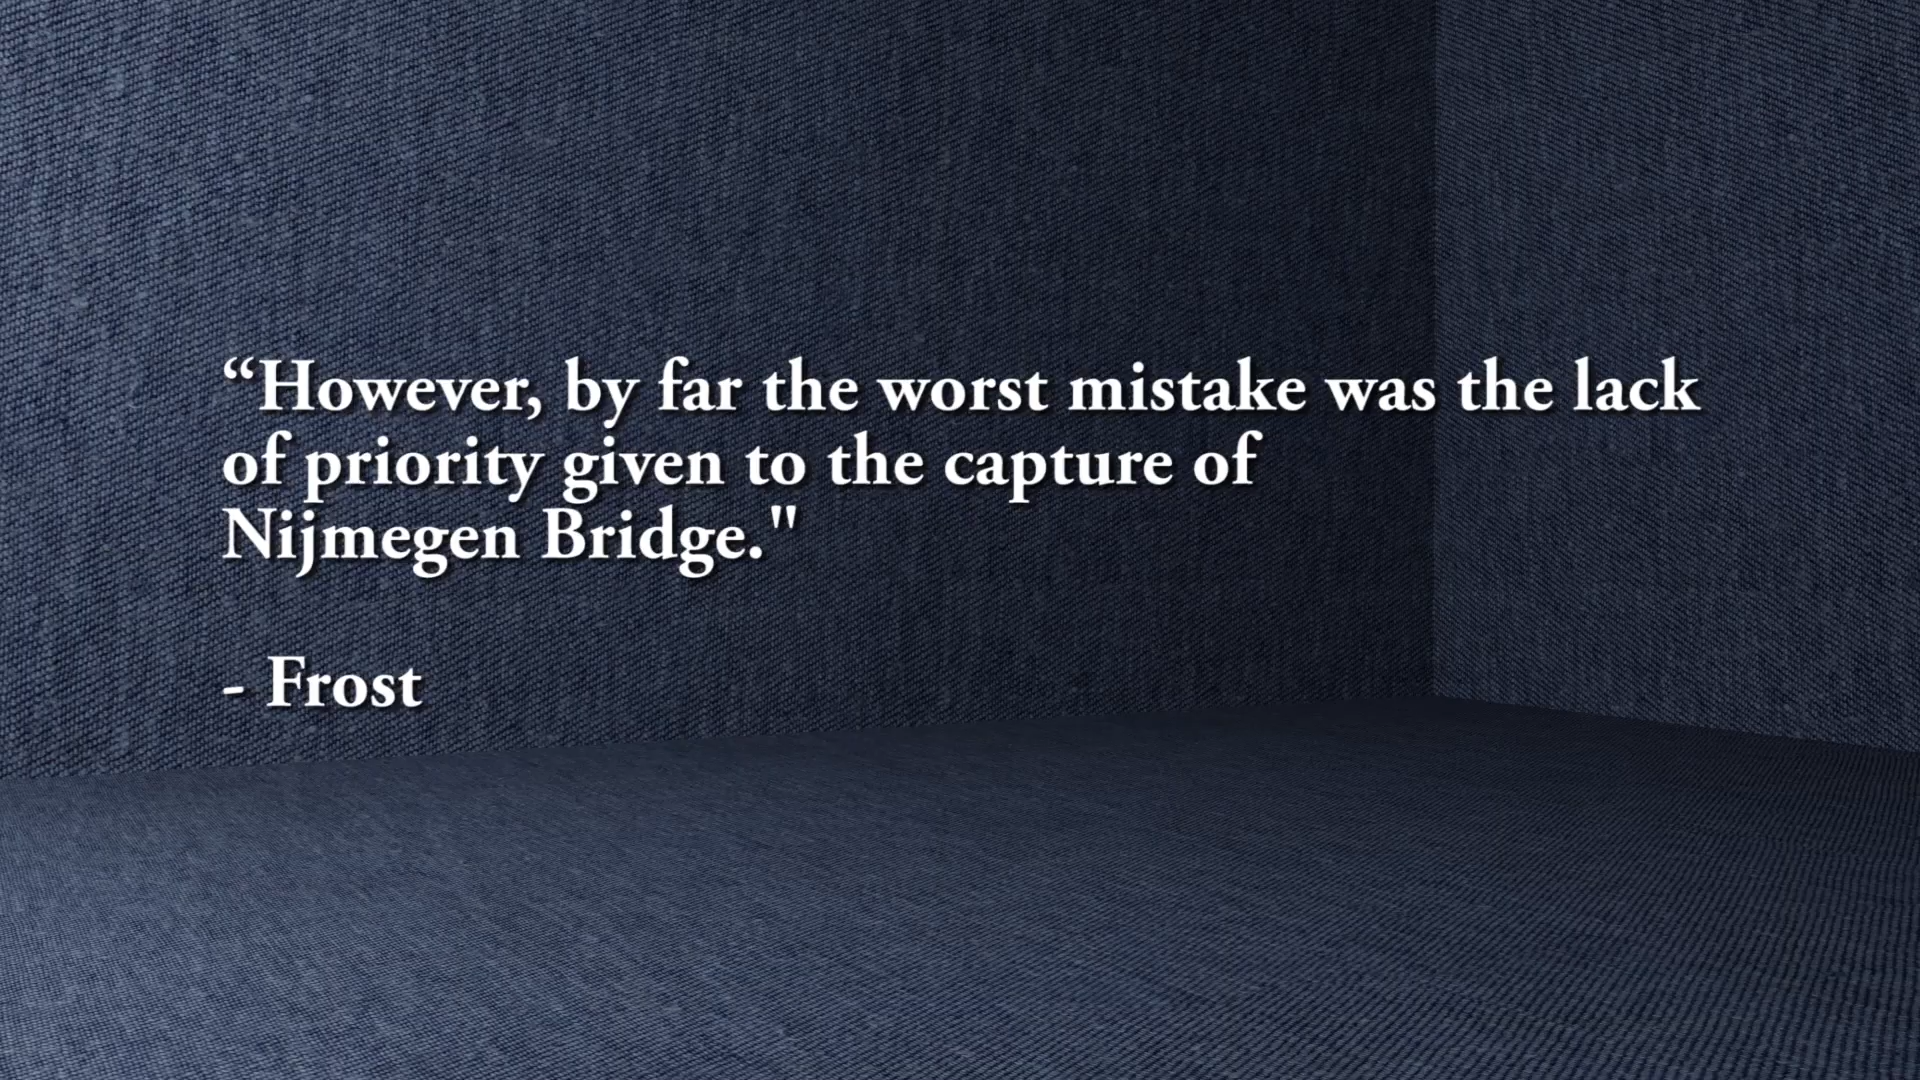 “However, by far the worst mistake was the lack
of priority given to the capture of
Nijmegen Bridge."
- Frost